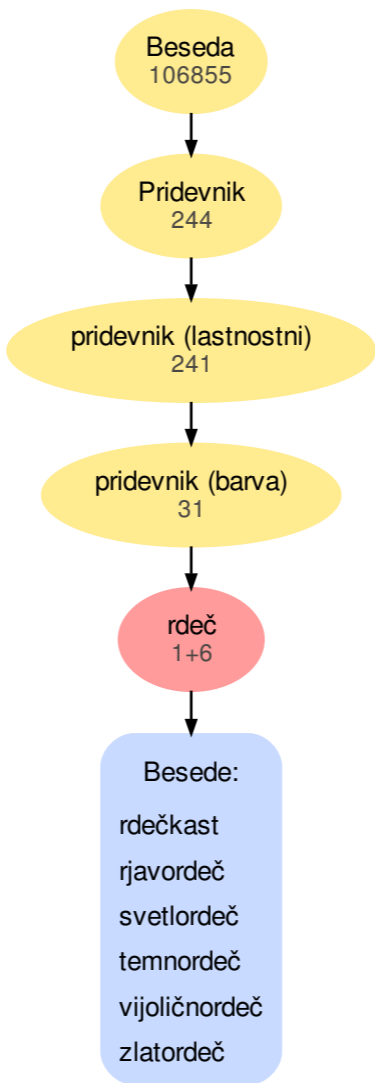 Beseda
106855
Pridevnik
244
pridevnik (lastnostni)
241
pridevnik (barva)
31
rdeč
1+6
Besede:
rdečkast
rjavordeč
svetlordeč
temnordeč
vijoličnordeč
zlatordeč